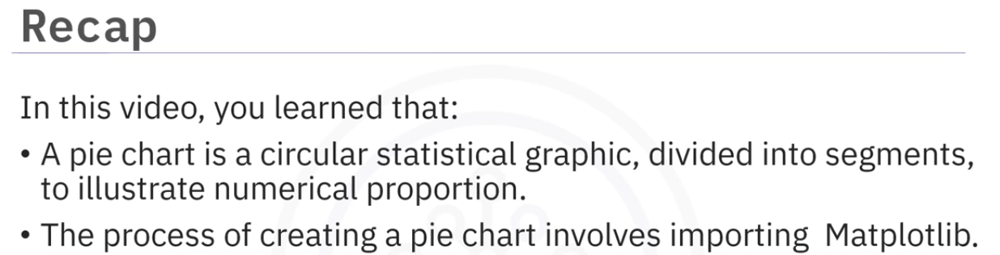 Recap
In this video, you learned that:
• A pie chart is a circular statistical graphic, divided into segments,
to illustrate numerical proportion.
• The process of creating a pie chart involves importing Matplotlib.